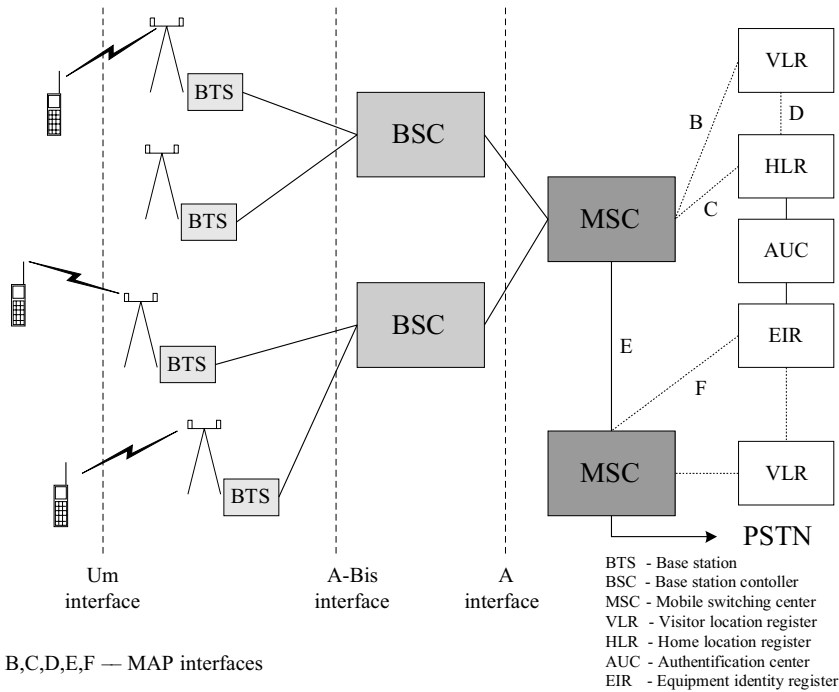 VLR
BTS
B
D
BSC
HLR
BTS
MSC
C
AUC
BSC
EIR
E
BTS
F
MSC
VLR
BTS
PSTN
Um
interface
A-Bis
interface
A
interface
BTS - Base station
BSC - Base station contoller
MSC - Mobile switching center
VLR - Visitor location register
HLR - Home location register
AUC - Authentification center
EIR - Equipment identity register
B,C,D,E,F — MAP interfaces